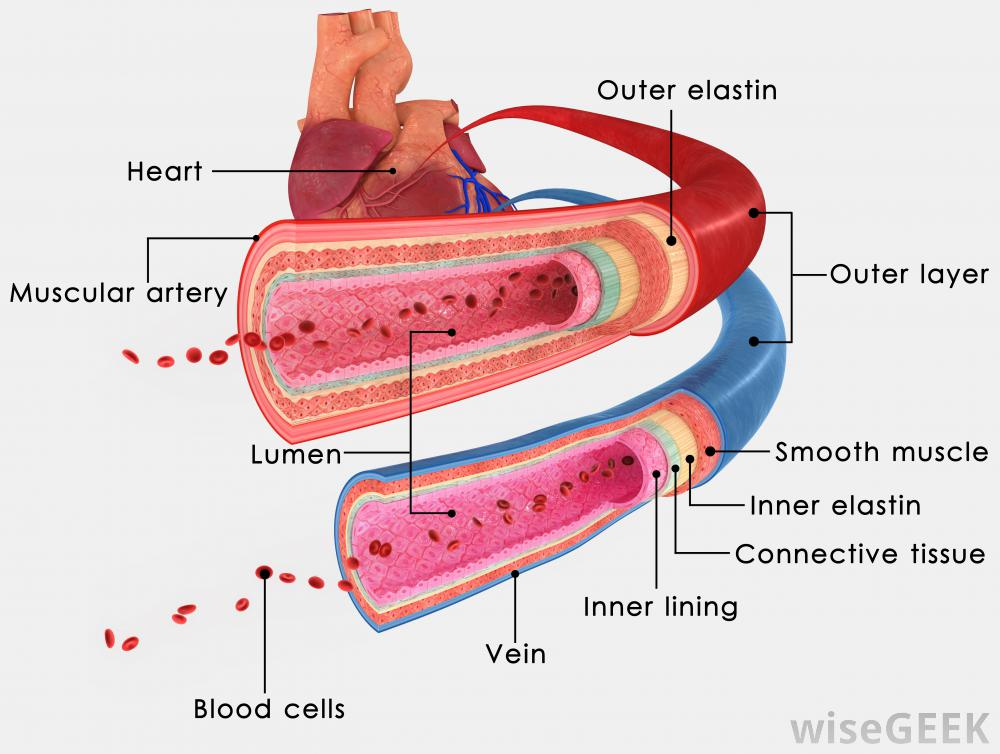 Outer elastin
Heart
Outer layer
Muscular artery
Lumen
Smooth muscle
Inner elastin
Connective tissue
Inner lining
Vein
Blood cells
wiseGEEK